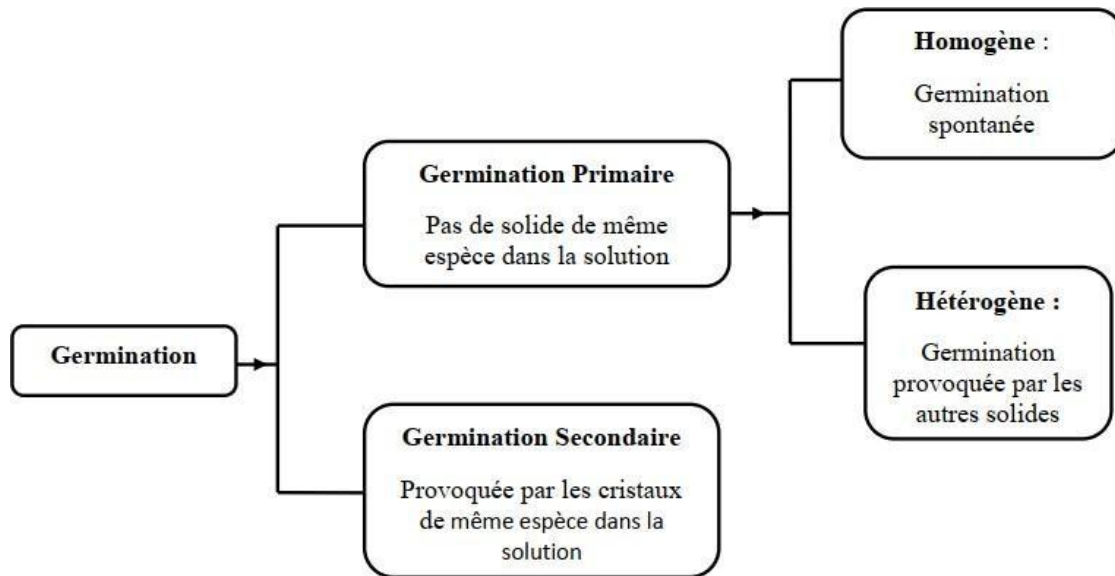 Germination
Germination Primaire
Pas de solide de même
espèce dans la solution
Germination Secondaire
Provoquée par les cristaux
de même espèce dans la
solution
Homogène :
Germination
spontanée
Hétérogène :
Germination
provoquée par les
autres solides